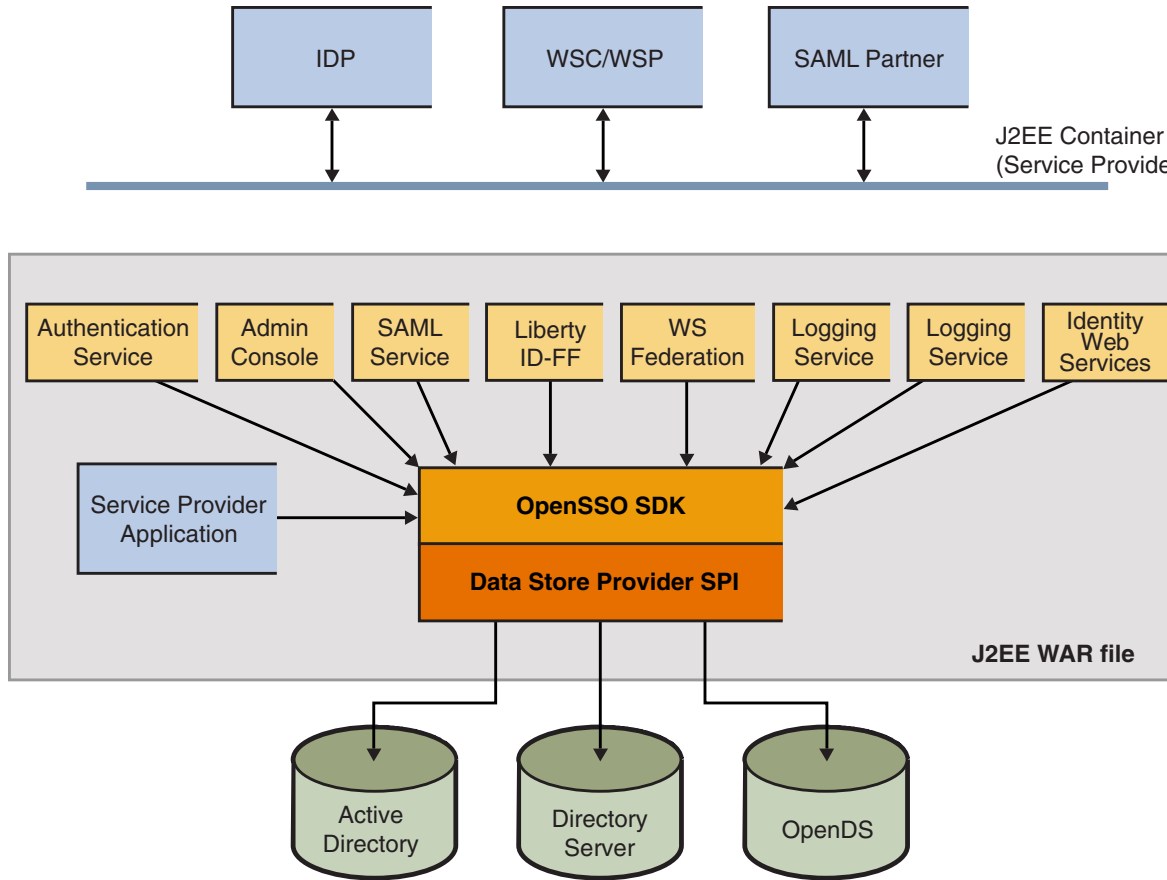 IDP
WSC/WSP
SAML Partner
J2EE Container
(Service Provide
Authentication
Service
Admin
Console
SAML
Service
Liberty
ID-FF
WS
Federation
Logging
Service
Logging
Service
Identity
Web
Services
Service Provider
Application
OpenSSO SDK
Data Store Provider SPI
J2EE WAR file
Active
Directory
Directory
Server
OpenDS